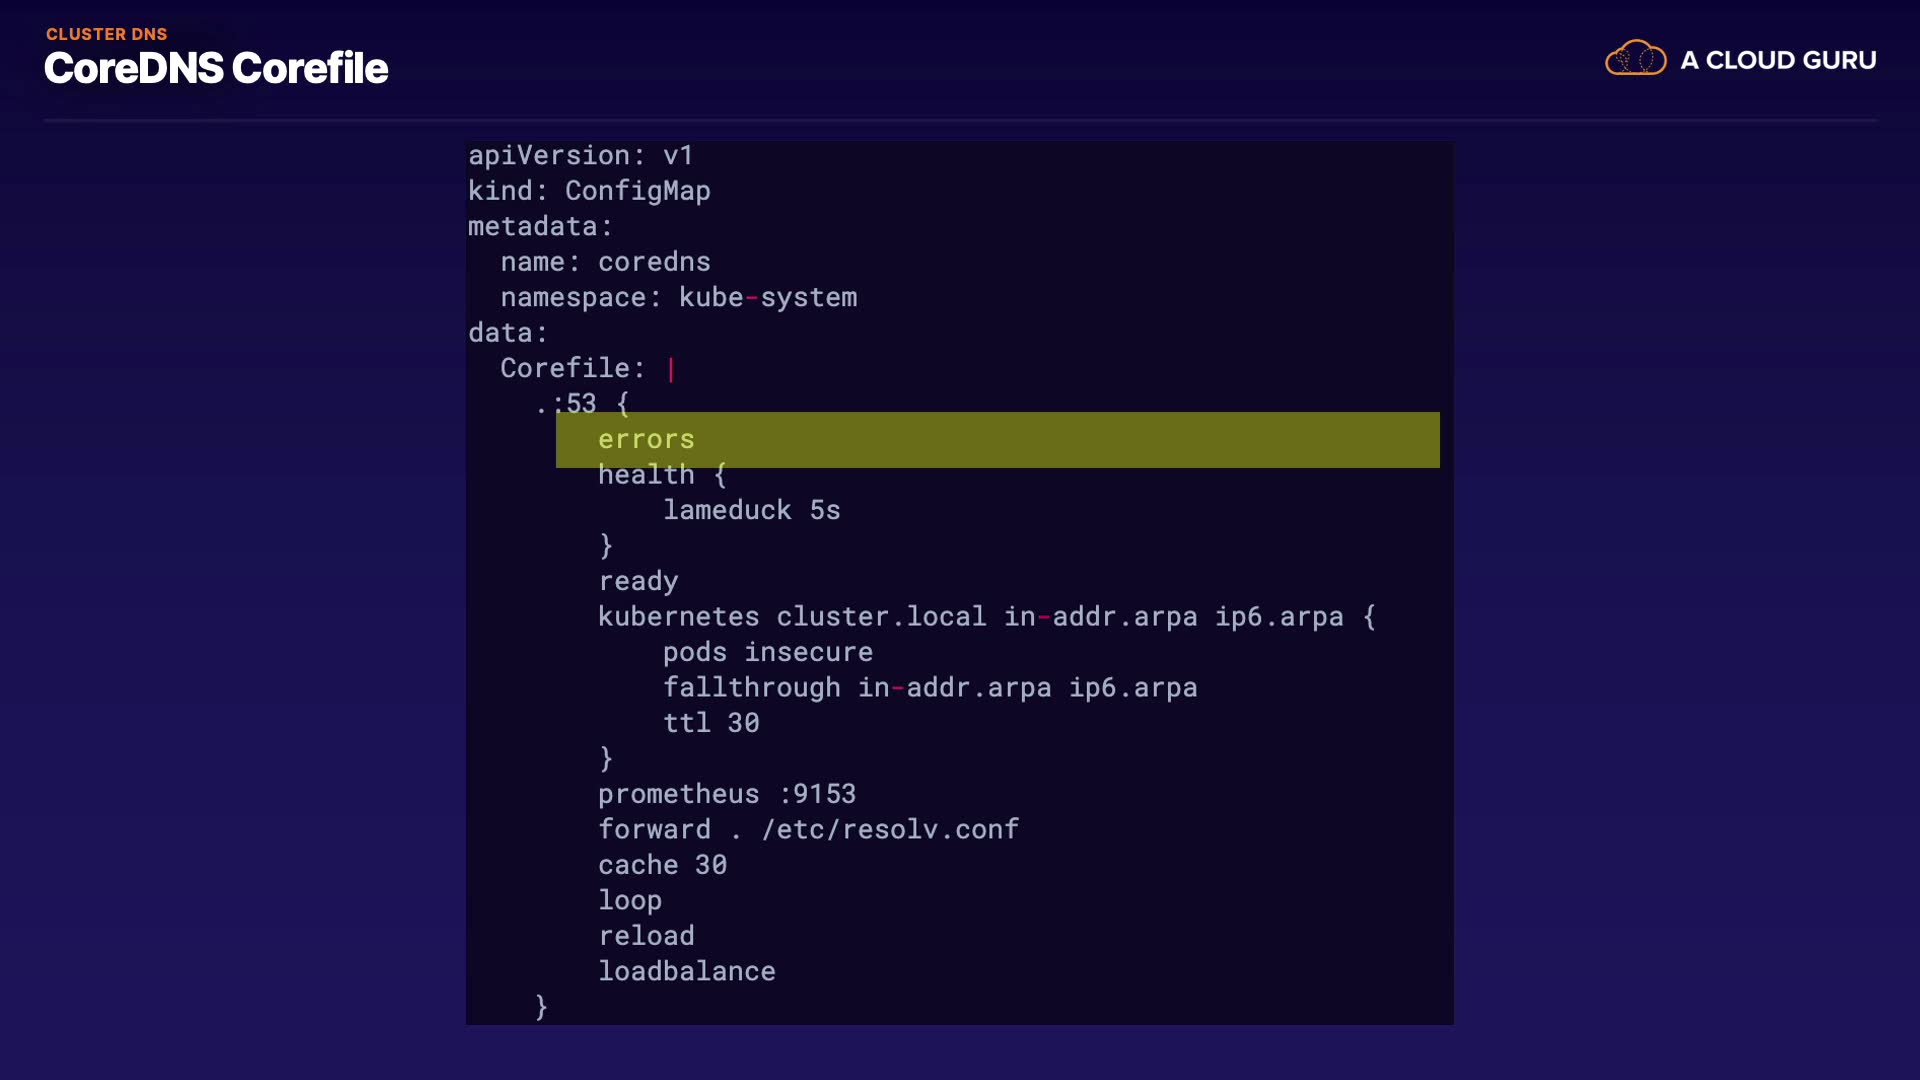 CLUSTER DNS
CoreDNS Corefile
A CLOUD GURU
apiVersion: v1
kind: ConfigMap
metadata:
  name: coredns
  namespace: kube-system
data:
  Corefile: |
    .:53 {
        errors
        health {
            lameduck 5s
        }
        ready
        kubernetes cluster.local in-addr.arpa ip6.arpa {
            pods insecure
            fallthrough in-addr.arpa ip6.arpa
            ttl 30
        }
        prometheus :9153
        forward . /etc/resolv.conf
        cache 30
        loop
        reload
        loadbalance
    }